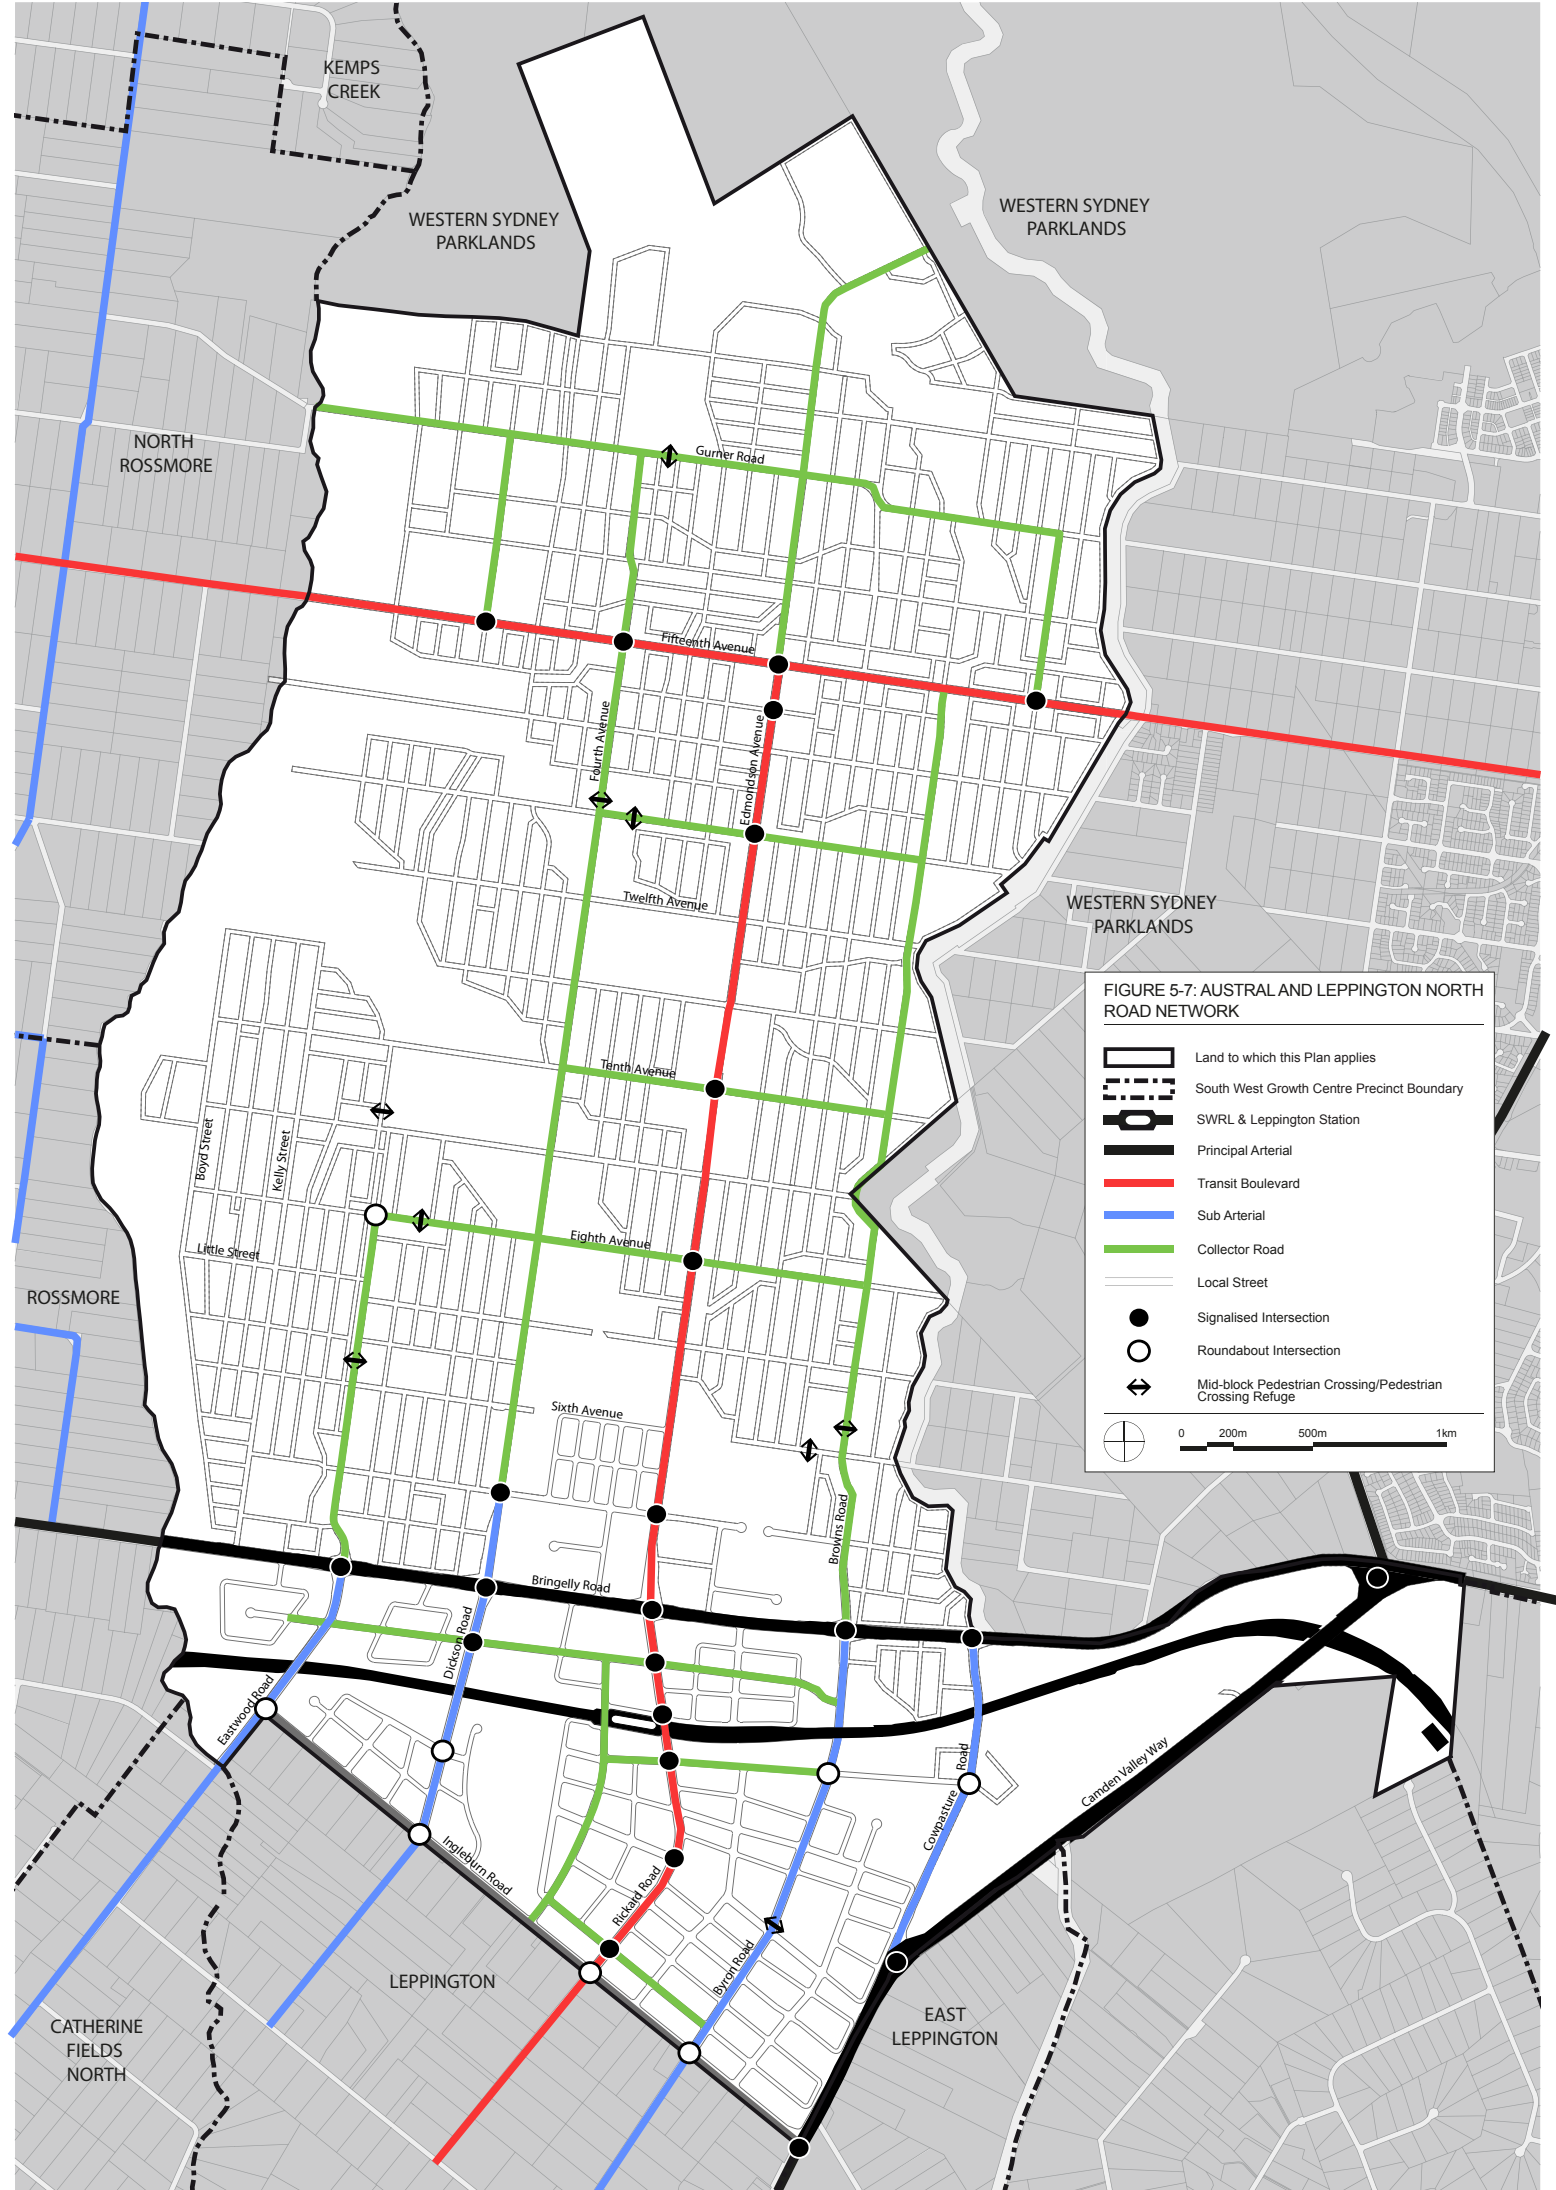 KEMPS
CREEK
WESTERN SYDNEY
PARKLANDS
WESTERN SYDNEY
PARKLANDS
NORTH
ROSSMORE
Gurner Road
Fifteenth Avenue
Fourth Avenue
Edmondson Avenue
Twelfth Avenue
WESTERN SYDNEY
PARKLANDS
FIGURE 5-7: AUSTRAL AND LEPPINGTON NORTH
ROAD NETWORK
Land to which this Plan applies
South West Growth Centre Precinct Boundary
SWRL & Leppington Station
Principal Arterial
Transit Boulevard
Sub Arterial
Collector Road
Local Street
Signalised Intersection
Roundabout Intersection
Mid-block Pedestrian Crossing/Pedestrian
Crossing Refuge
0 200m 500m 1km
Tenth Avenue
Boyd Street
Kelly Street
Little Street
Eighth Avenue
ROSSMORE
Sixth Avenue
Browns Road
Bringelly Road
Dickson Road
Eastwood Road
Ingleburn Road
Rickard Road
Byron Road
Cowpasture Road
Camden Valley Way
LEPPINGTON
EAST
LEPPINGTON
CATHERINE
FIELDS
NORTH